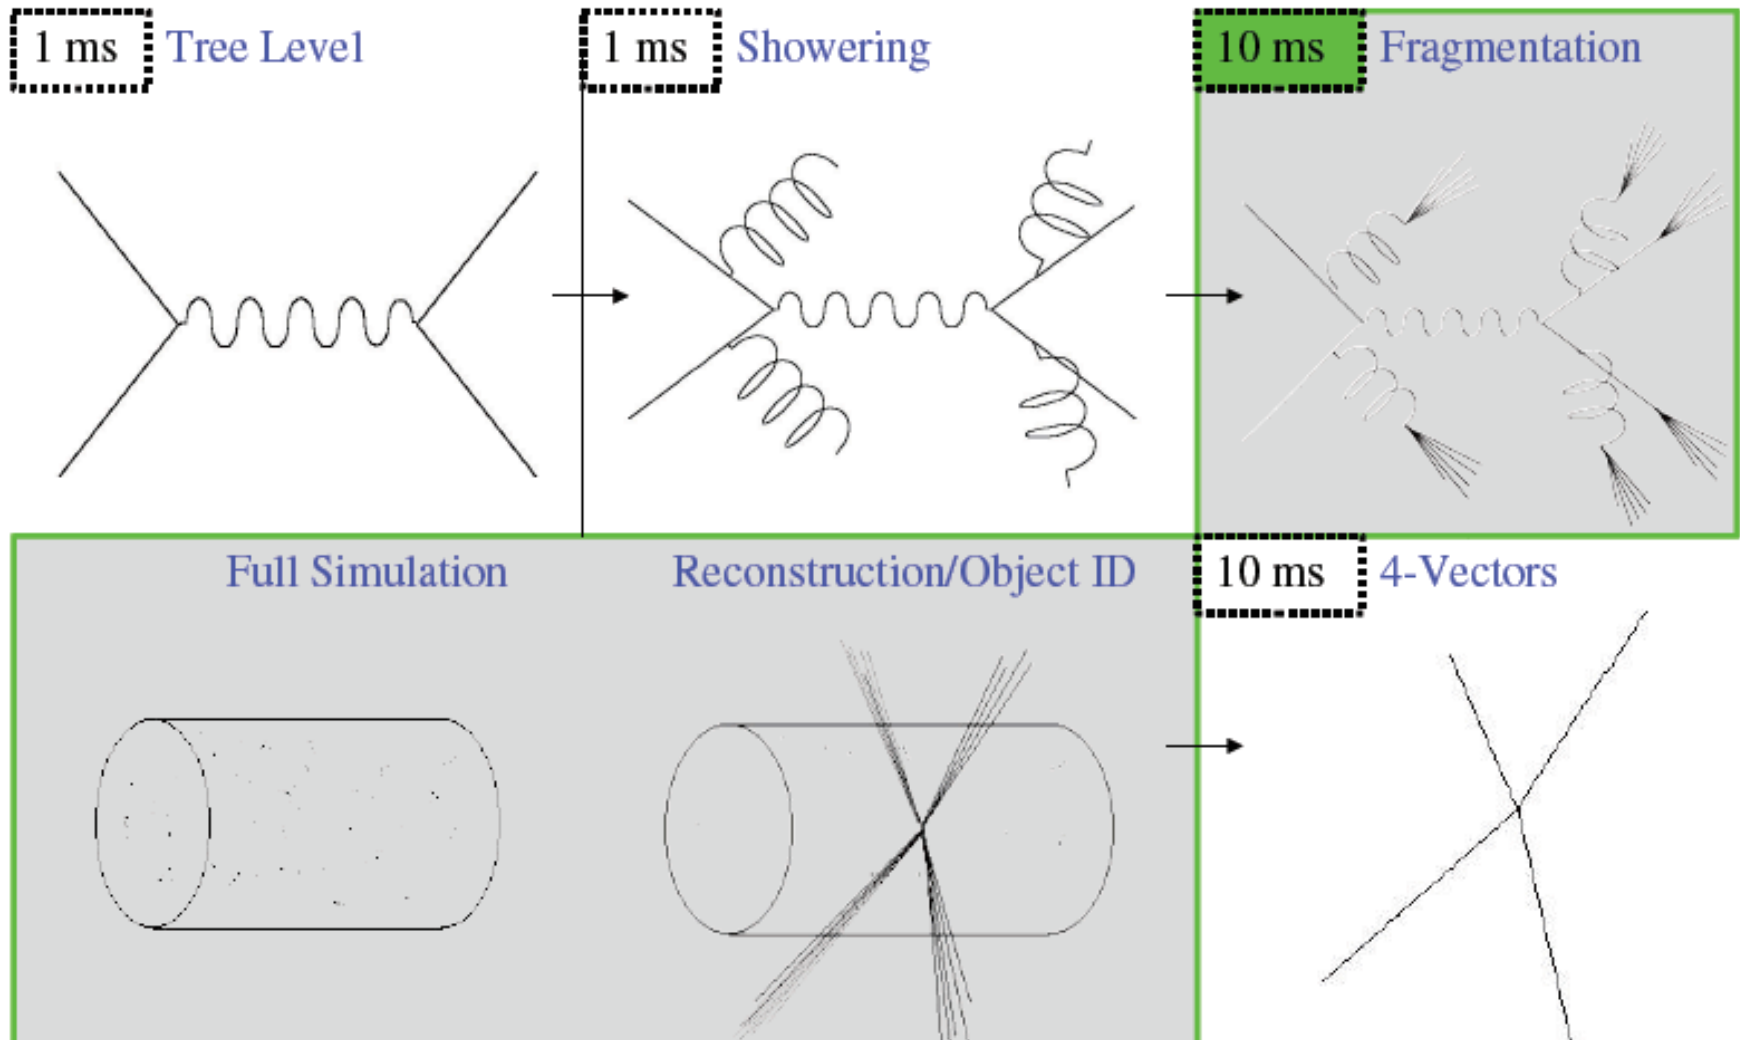 1 ms Tree Level
1 ms Showering
10 ms Fragmentation
Full Simulation
Reconstruction/Object ID
10 ms 4-Vectors